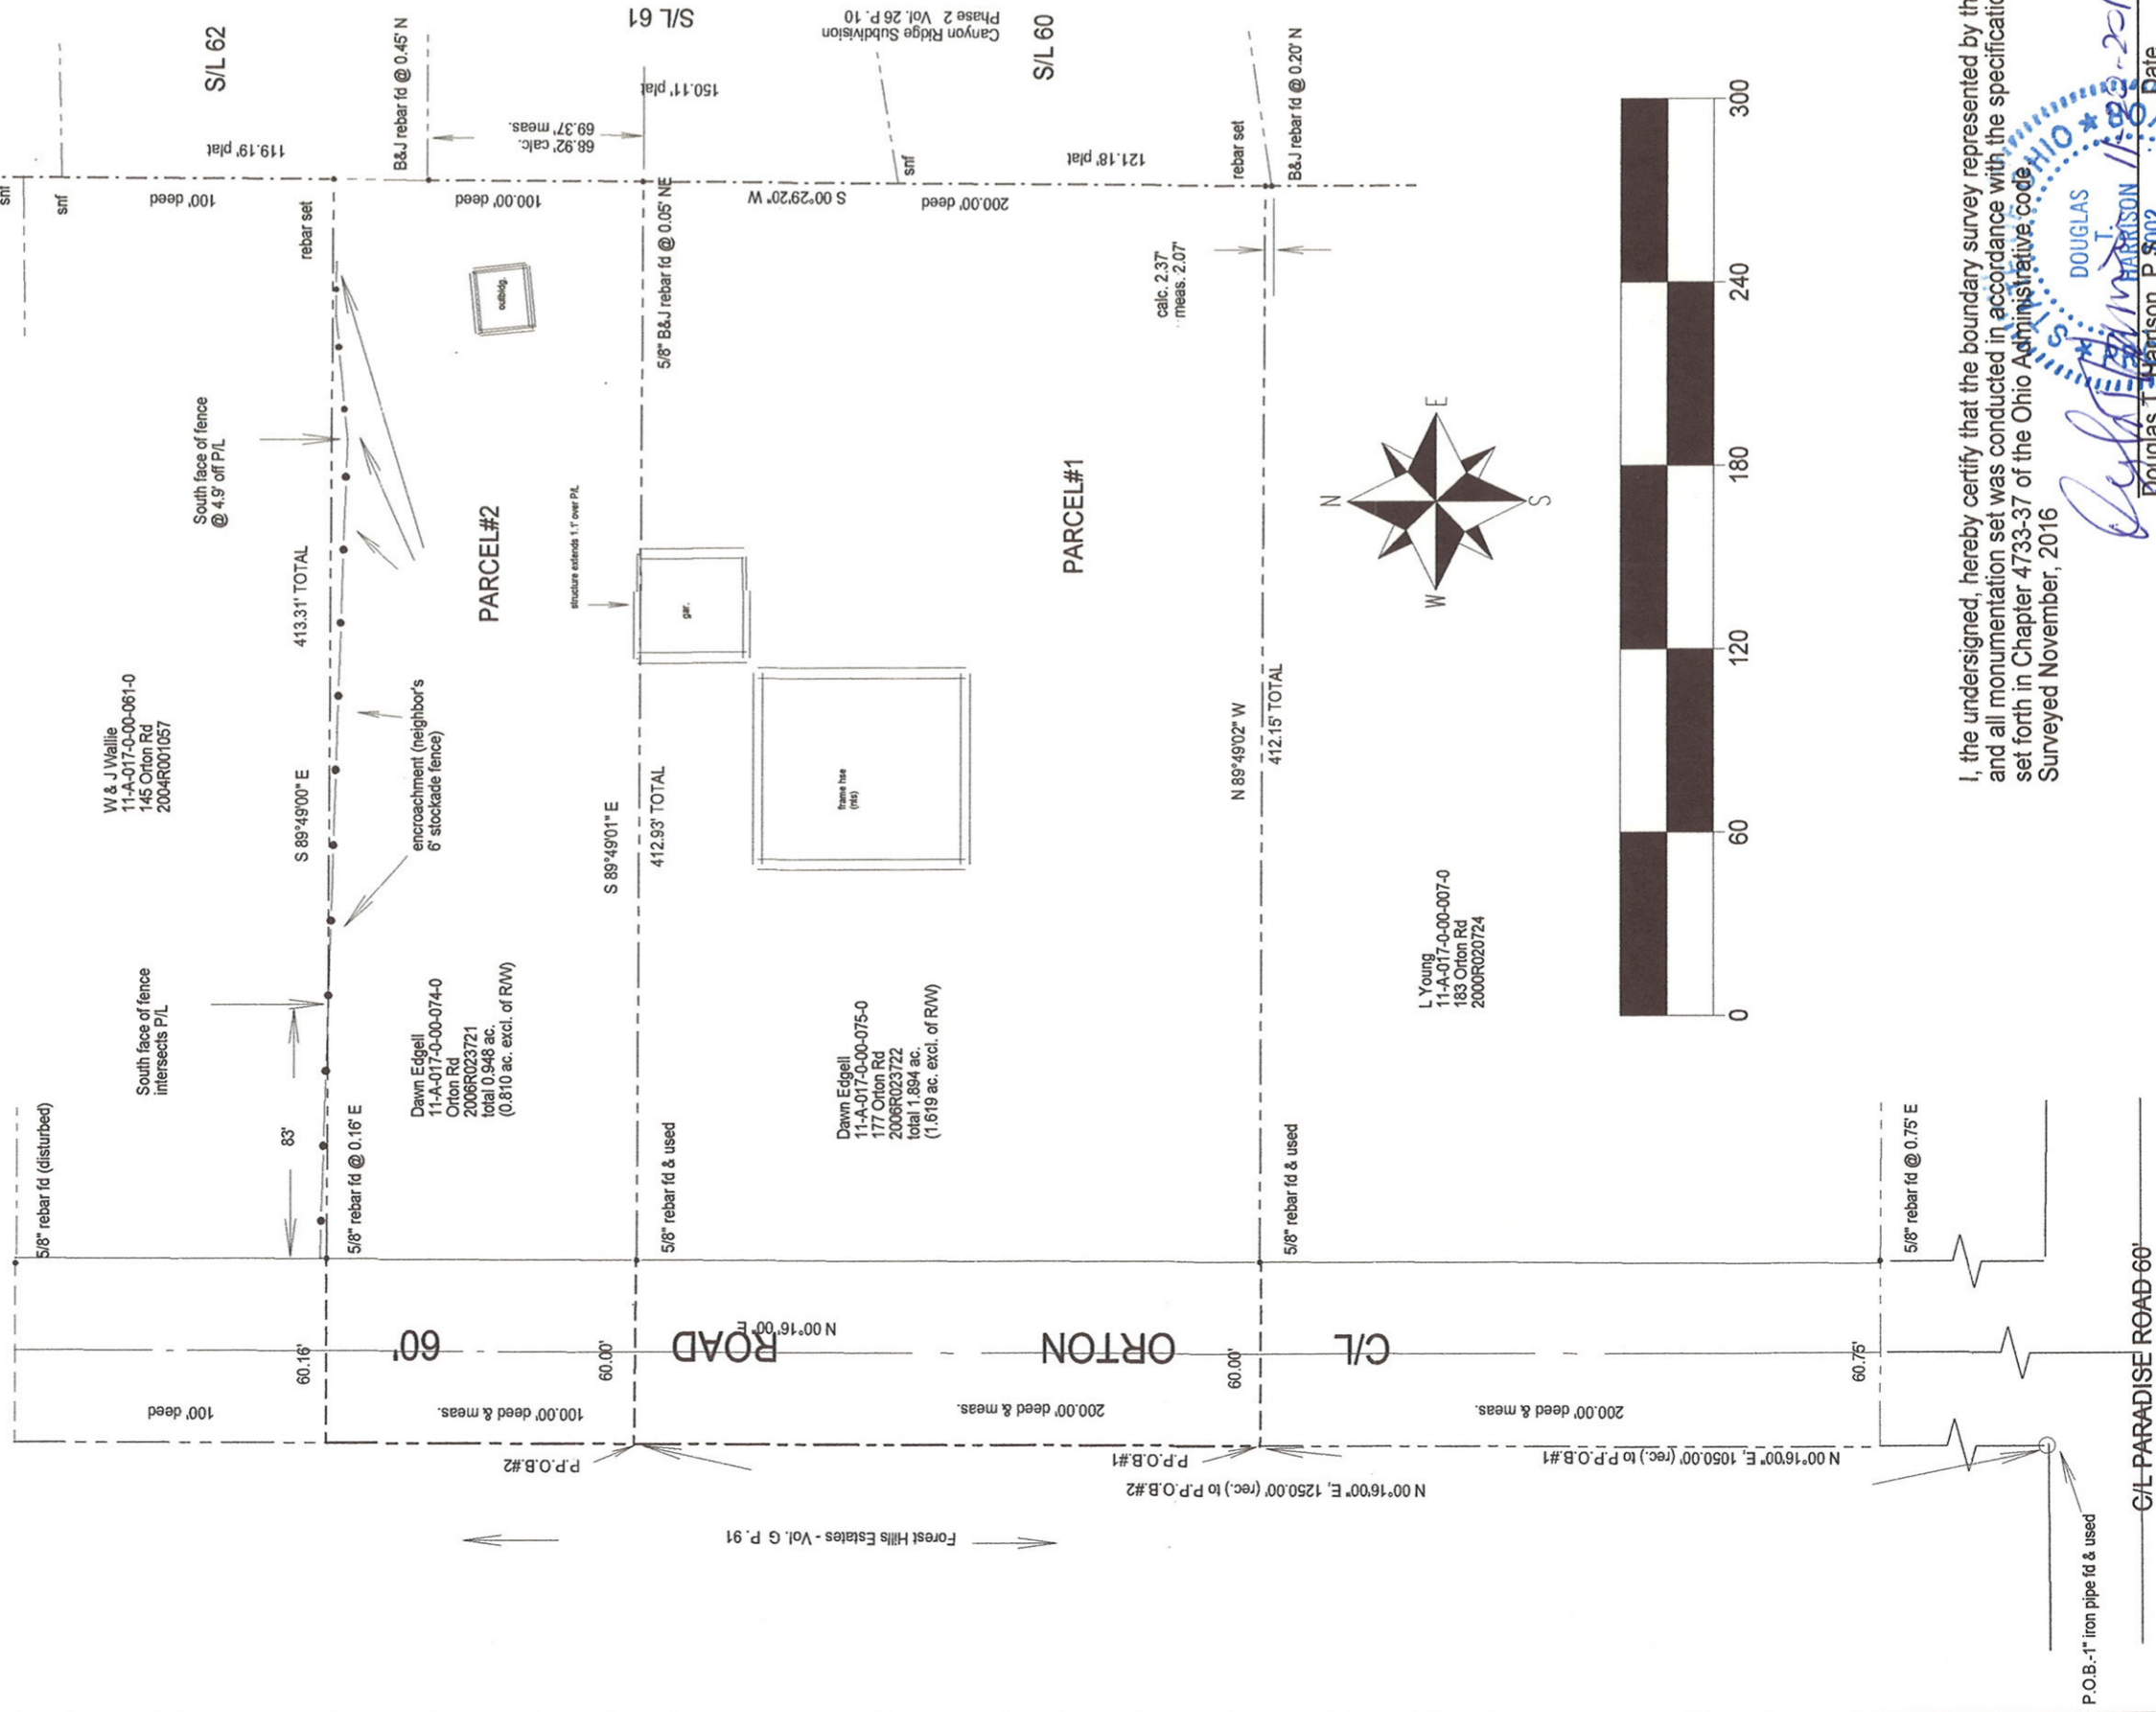 snf
snf
S/L 62
119.19' plat
100' deed
B&J rebar fd @ 0.45' N
rebar set
S/L 61
150.11' plat
68.92' calc.
69.37' meas.
100.00' deed
5/8" B&J rebar fd @ 0.05' NE
Canyon Ridge Subdivision
Phase 2 Vol. 26 P. 10
S/L 60
snf
S 00°29'20" W
200.00' deed
121.18' plat
rebar set
B&J rebar fd @ 0.20' N
calc. 2.37'
meas. 2.07'
outbldg.
South face of fence
@ 4.9' off P/L
413.31' TOTAL
S 89°49'00" E
W & J Wallie
11-A-017-0-00-061-0
145 Orton Rd
2004R001057
encroachment (neighbor's
6' stockade fence)
PARCEL#2
structure extends 1.1' over P/L
gar.
PARCEL#1
frame hse
(nts)
S 89°49'01" E
412.93' TOTAL
N 89°49'02" W
412.15' TOTAL
South face of fence
intersects P/L
83'
5/8" rebar fd (disturbed)
5/8" rebar fd @ 0.16' E
Dawn Edgell
11-A-017-0-00-074-0
Orton Rd
2006R023721
total 0.948 ac.
(0.810 ac. excl. of R/W)
5/8" rebar fd & used
Dawn Edgell
11-A-017-0-00-075-0
177 Orton Rd
2006R023722
total 1.894 ac.
(1.619 ac. excl. of R/W)
5/8" rebar fd & used
L Young
11-A-017-0-00-007-0
183 Orton Rd
2000R020724
5/8" rebar fd @ 0.75' E
N
E
S
W
0
60
120
180
240
300
60.16'
60.00'
60.00'
60.75'
C/L ORTON ROAD 60'
N 00°16'00" E
100' deed
100.00' deed & meas.
200.00' deed & meas.
200.00' deed & meas.
P.P.O.B.#2
P.P.O.B.#1
N 00°16'00" E, 1050.00' (rec.) to P.P.O.B.#1
N 00°16'00" E, 1250.00' (rec.) to P.P.O.B.#2
Forest Hills Estates - Vol. G P. 91
P.O.B.-1" iron pipe fd & used
C/L PARADISE ROAD 60'
I, the undersigned, hereby certify that the boundary survey represented by
and all monumentation set was conducted in accordance with the
set forth in Chapter 4733-37 of the Ohio Administrative code
Surveyed November, 2016
OHIO
DOUGLAS
T.
HARRISON
Douglas T. Harrison, P.S.
Date